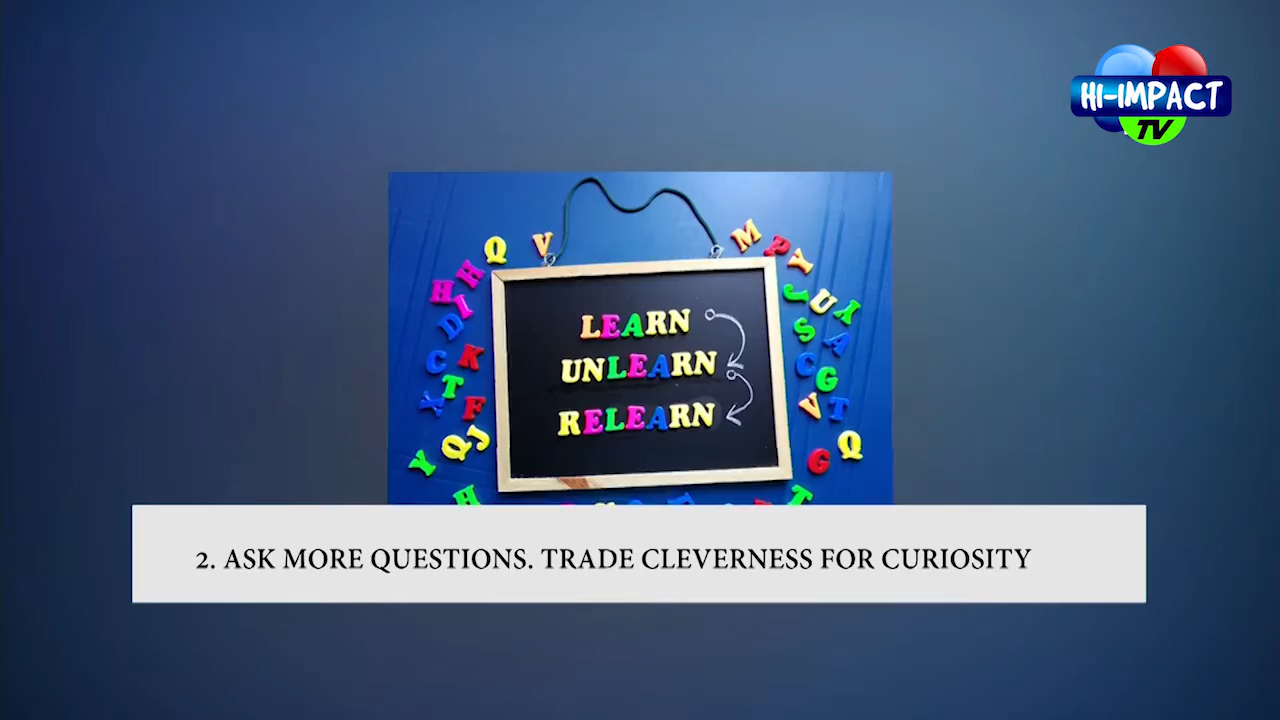 HI-IMPACT
TV
LEARN
UNLEARN
RELEARN
2. ASK MORE QUESTIONS. TRADE CLEVERNESS FOR CURIOSITY